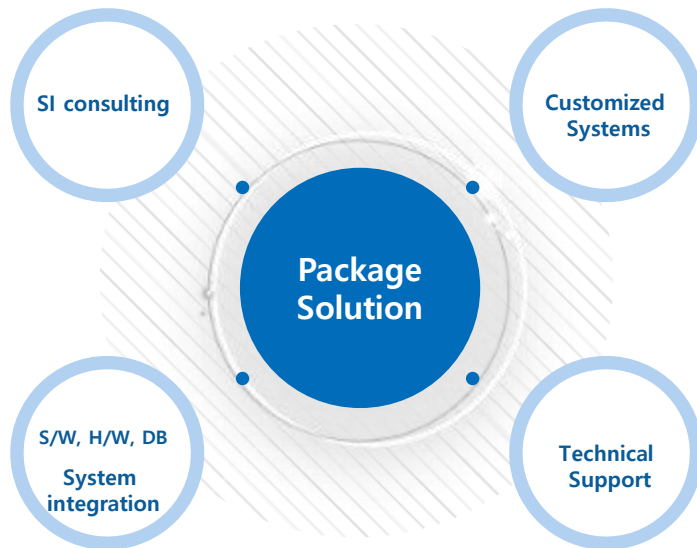 SI consulting
Customized
Systems
Package
Solution
S/W, H/W, DB
System
integration
Technical
Support